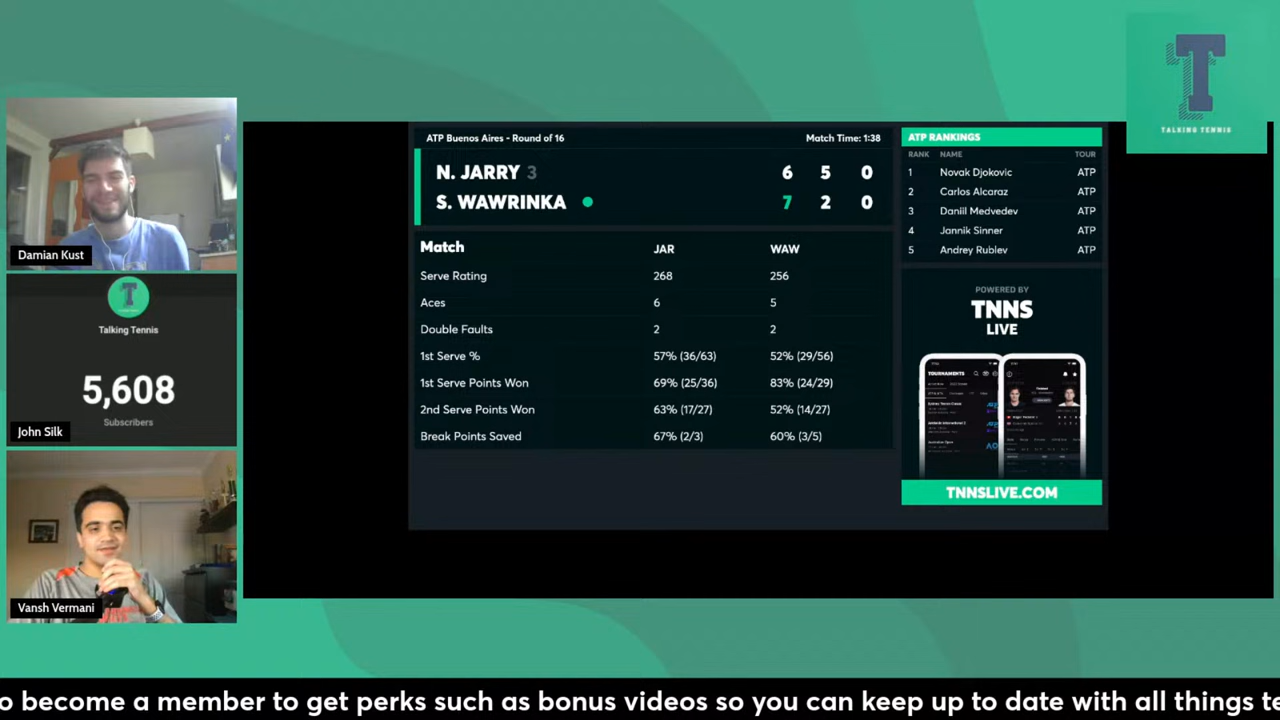 T
TALKING TENNIS
Damian Kust
T
Talking Tennis
5,608
Subscribers
John Silk
Vansh Vermani
ATP Buenos Aires - Round of 16
Match Time: 1:38
N. JARRY 3 6 5 0
S. WAWRINKA 7 2 0
Match JAR WAW
Serve Rating 268 256
Aces 6 5
Double Faults 2 2
1st Serve % 57% (36/63) 52% (29/56)
1st Serve Points Won 69% (25/36) 83% (24/29)
2nd Serve Points Won 63% (17/27) 52% (14/27)
Break Points Saved 67% (2/3) 60% (3/5)
ATP RANKINGS
RANK NAME TOUR
1 Novak Djokovic ATP
2 Carlos Alcaraz ATP
3 Daniil Medvedev ATP
4 Jannik Sinner ATP
5 Andrey Rublev ATP
POWERED BY
TNNS
LIVE
TOURNAMENTS
TNNSLIVE.COM
o become a member to get perks such as bonus videos so you can keep up to date with all things te